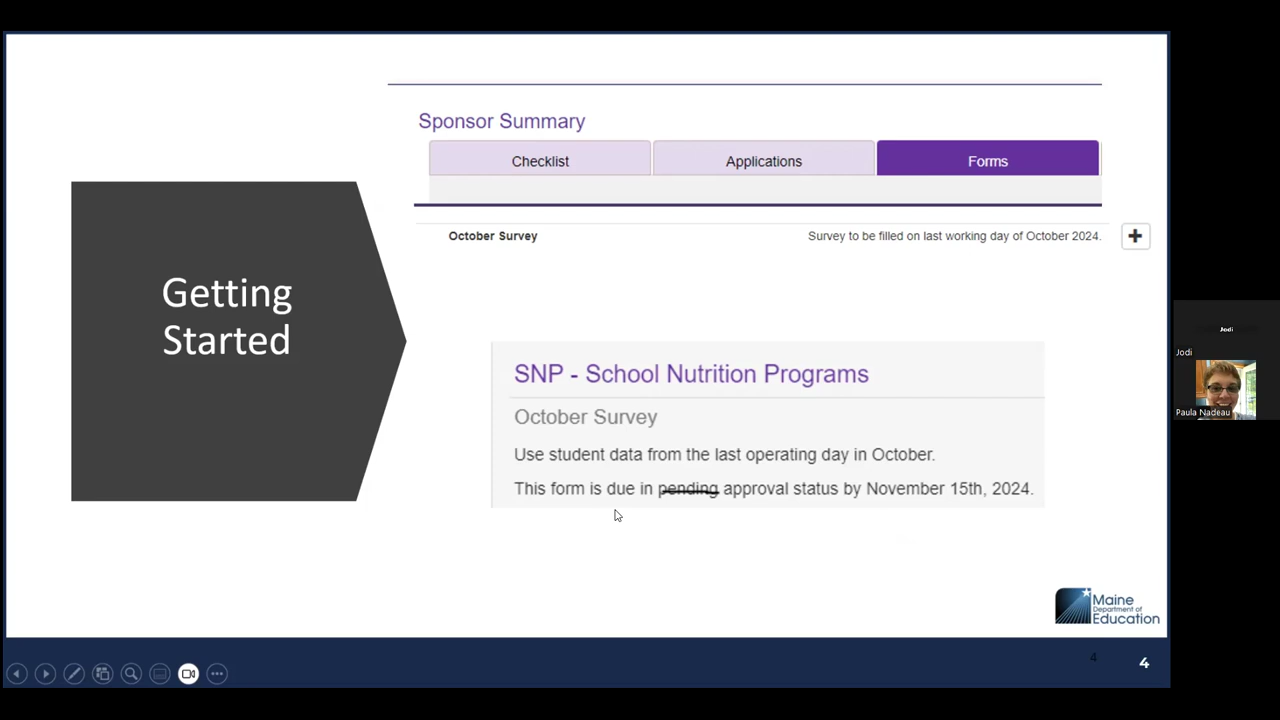 Sponsor Summary
Checklist
Applications
Forms
October Survey
Survey to be filled on last working day of October 2024.
Getting
Started
SNP - School Nutrition Programs
October Survey
Use student data from the last operating day in October.
This form is due in pending approval status by November 15th, 2024.
Maine
Department of
Education
4
4
Jodi
Jodi
Paula Nadeau